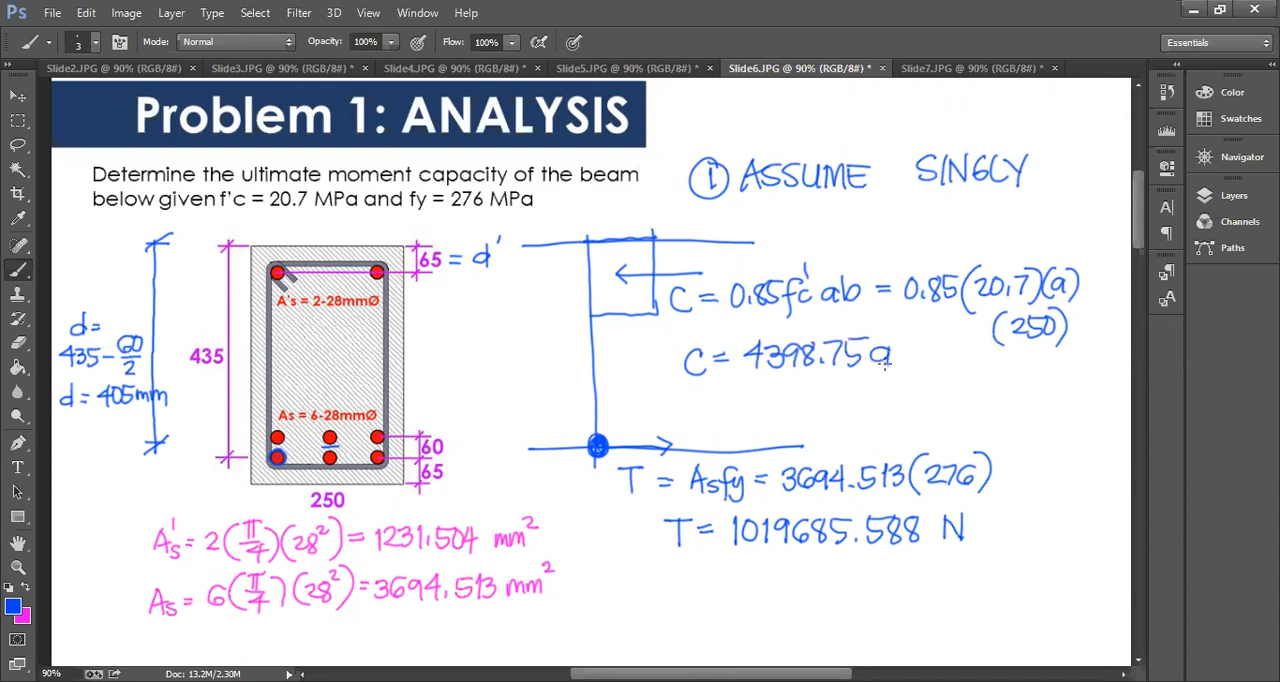 Ps File Edit Image Layer Type Select Filter 3D View Window Help
3 Mode: Normal Opacity: 100% Flow: 100% Essentials
Slide2.JPG @ 90% (RGB/8#) × Slide3.JPG @ 90% (RGB/8#) * × Slide4.JPG @ 90% (RGB/8#) * × Slide5.JPG @ 90% (RGB/8#) * × Slide6.JPG @ 90% (RGB/8#) * × Slide7.JPG @ 90% (RGB/8#) * ×
Problem 1: ANALYSIS
Determine the ultimate moment capacity of the beam
below given f'c = 20.7 MPa and fy = 276 MPa
① ASSUME SINGLY
65 = d'
A's = 2-28mmØ
d =
435 - 60/2
d = 405mm
435
As = 6-28mmØ
60
65
250
C = 0.85fc' ab = 0.85(20.7)(a)
(250)
C = 4398.75a
T = Asfy = 3694.513(276)
T = 1019685.588 N
As' = 2(π/4)(28²) = 1231.504 mm²
As = 6(π/4)(28²) = 3694.513 mm²
Color
Swatches
Navigator
Layers
Channels
Paths
90% Doc: 13.2M/2.30M